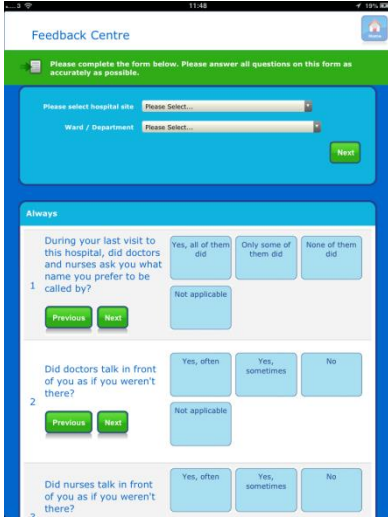 3
11:48
19%
Feedback Centre
Home
Please complete the form below. Please answer all questions on this form as
accurately as possible.
Please select hospital site Please Select...
Ward / Department Please Select...
Next
Always
1
During your last visit to
this hospital, did doctors
and nurses ask you what
name you prefer to be
called by?
Previous Next
Yes, all of them
did
Only some of
them did
None of them
did
Not applicable
2
Did doctors talk in front
of you as if you weren't
there?
Previous Next
Yes, often
Yes,
sometimes
No
Not applicable
Did nurses talk in front
of you as if you weren't
there?
Yes, often
Yes,
sometimes
No